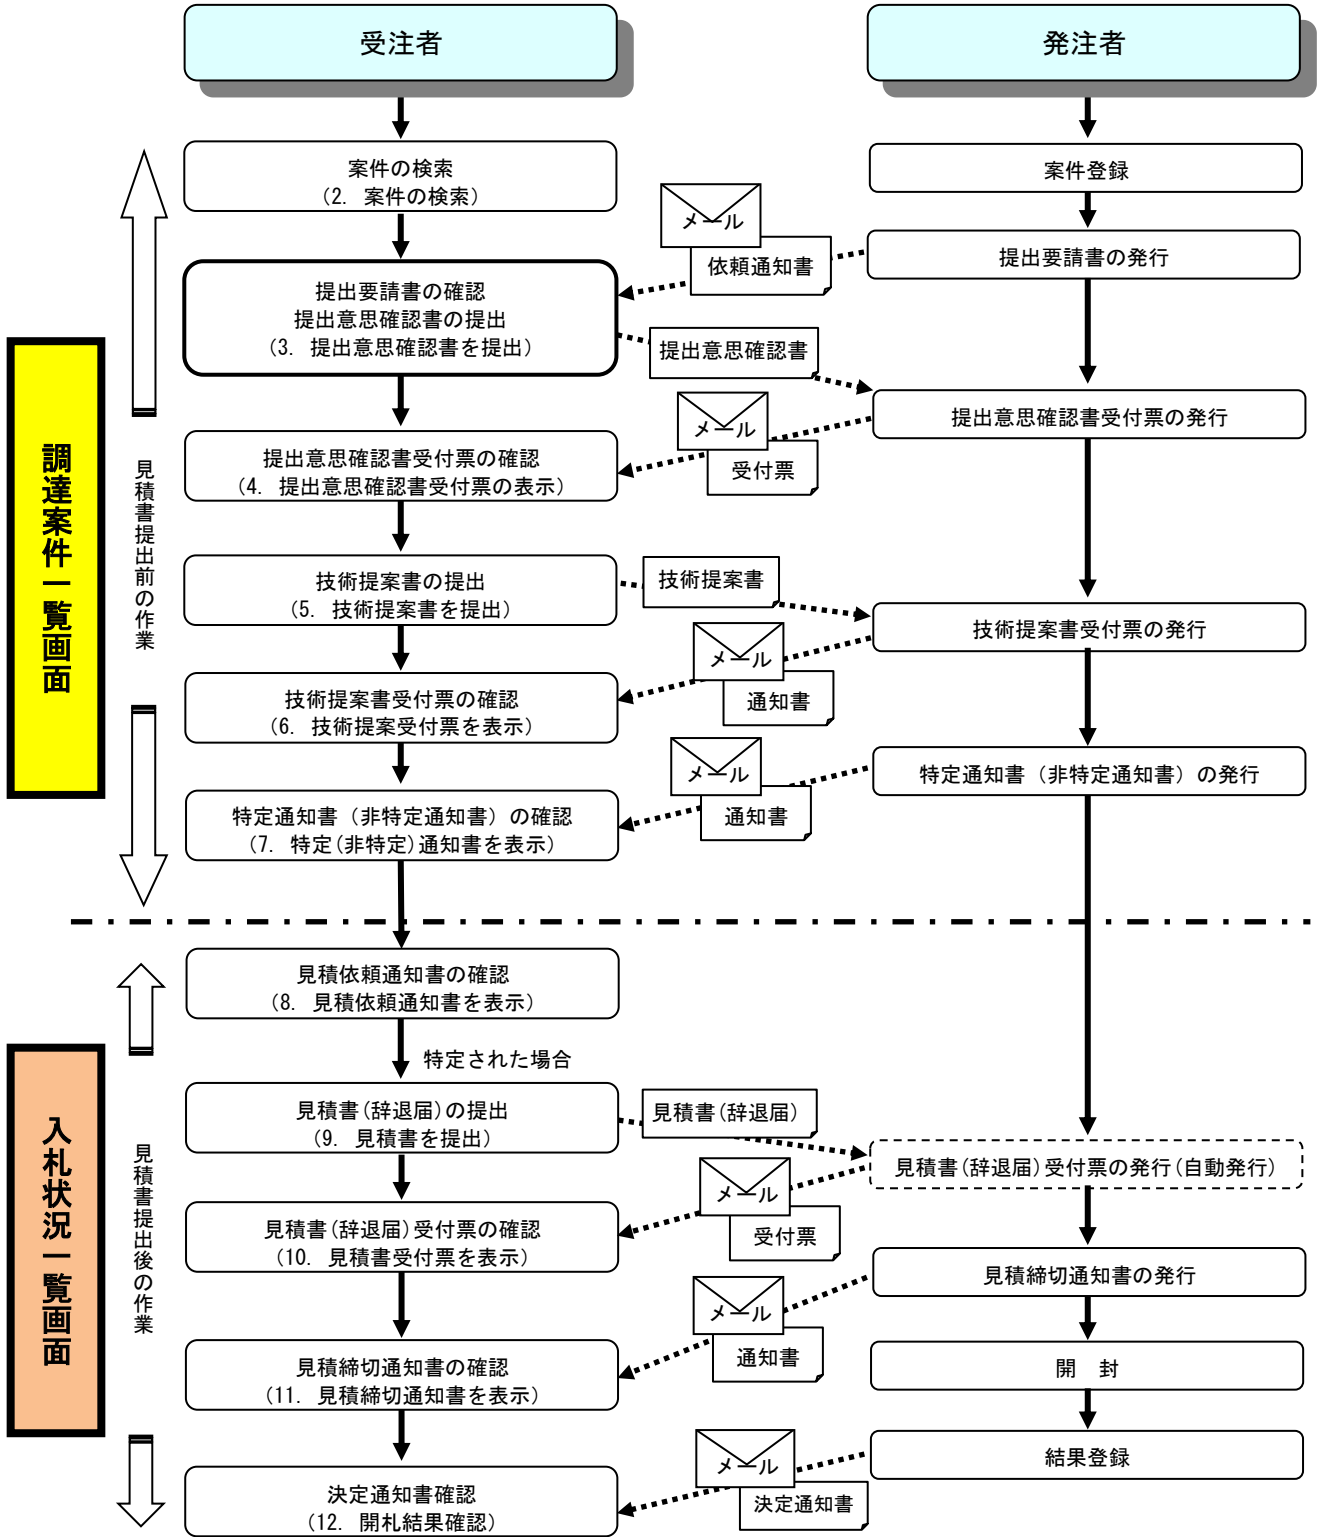 受注者
発注者
案件の検索
(2. 案件の検索)
案件登録
メール
依頼通知書
提出要請書の発行
提出要請書の確認
提出意思確認書の提出
(3. 提出意思確認書を提出)
提出意思確認書
提出意思確認書受付票の発行
メール
受付票
提出意思確認書受付票の確認
(4. 提出意思確認書受付票の表示)
調達案件一覧画面
見積書提出前の作業
技術提案書の提出
(5. 技術提案書を提出)
技術提案書
技術提案書受付票の発行
メール
通知書
技術提案書受付票の確認
(6. 技術提案受付票を表示)
特定通知書（非特定通知書）の発行
メール
通知書
特定通知書（非特定通知書）の確認
(7. 特定(非特定)通知書を表示)
見積依頼通知書の確認
(8. 見積依頼通知書を表示)
特定された場合
入札状況一覧画面
見積書提出後の作業
見積書(辞退届)の提出
(9. 見積書を提出)
見積書(辞退届)
見積書(辞退届)受付票の発行(自動発行)
メール
受付票
見積書(辞退届)受付票の確認
(10. 見積書受付票を表示)
見積締切通知書の発行
メール
通知書
見積締切通知書の確認
(11. 見積締切通知書を表示)
開　封
結果登録
メール
決定通知書
決定通知書確認
(12. 開札結果確認)